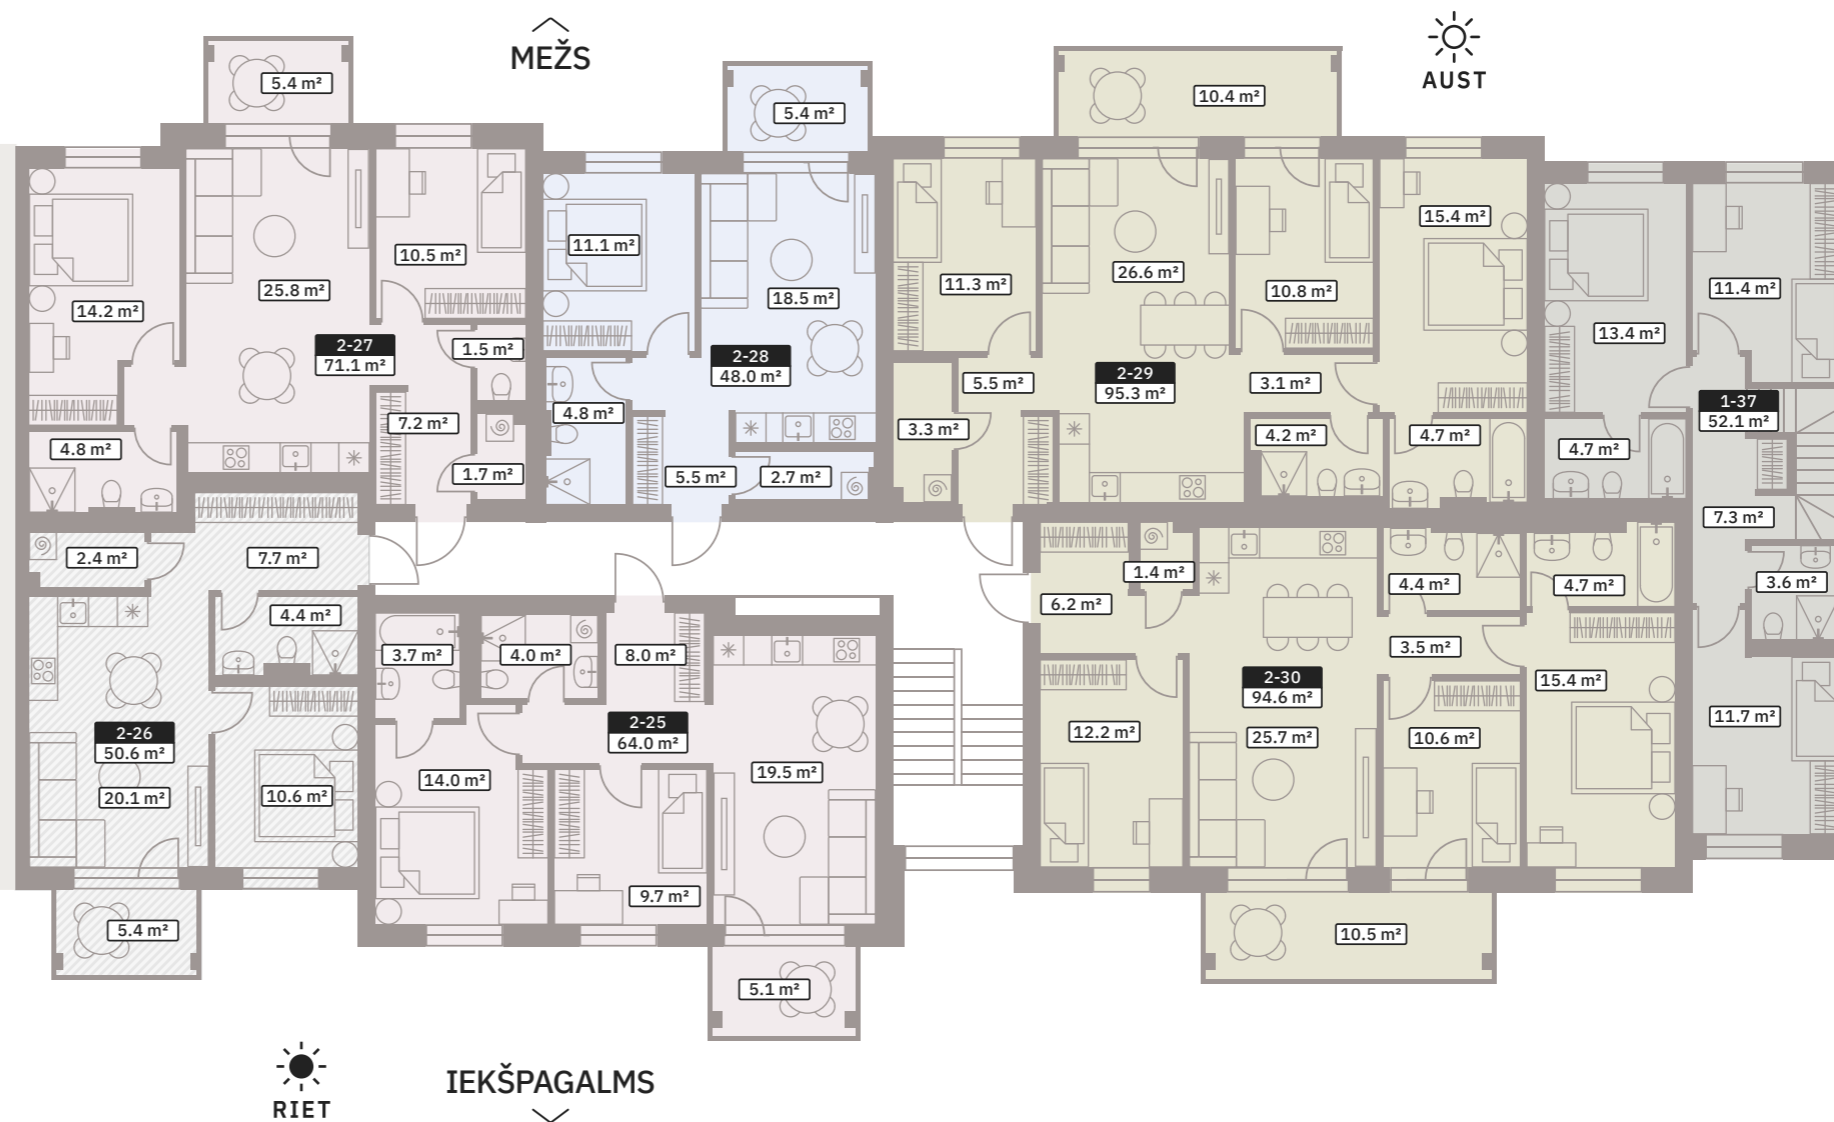 MEŽS
AUST
5.4 m²
5.4 m²
10.4 m²
14.2 m²
25.8 m²
10.5 m²
2-27
71.1 m²
1.5 m²
7.2 m²
1.7 m²
4.8 m²
11.1 m²
18.5 m²
2-28
48.0 m²
4.8 m²
5.5 m²
2.7 m²
11.3 m²
26.6 m²
10.8 m²
15.4 m²
5.5 m²
2-29
95.3 m²
3.1 m²
3.3 m²
4.2 m²
4.7 m²
13.4 m²
11.4 m²
1-37
52.1 m²
4.7 m²
7.3 m²
3.6 m²
11.7 m²
2.4 m²
7.7 m²
4.4 m²
2-26
50.6 m²
20.1 m²
10.6 m²
5.4 m²
3.7 m²
4.0 m²
8.0 m²
2-25
64.0 m²
14.0 m²
19.5 m²
9.7 m²
5.1 m²
1.4 m²
6.2 m²
4.4 m²
4.7 m²
3.5 m²
2-30
94.6 m²
15.4 m²
12.2 m²
25.7 m²
10.6 m²
10.5 m²
RIET
IEKŠPAGALMS